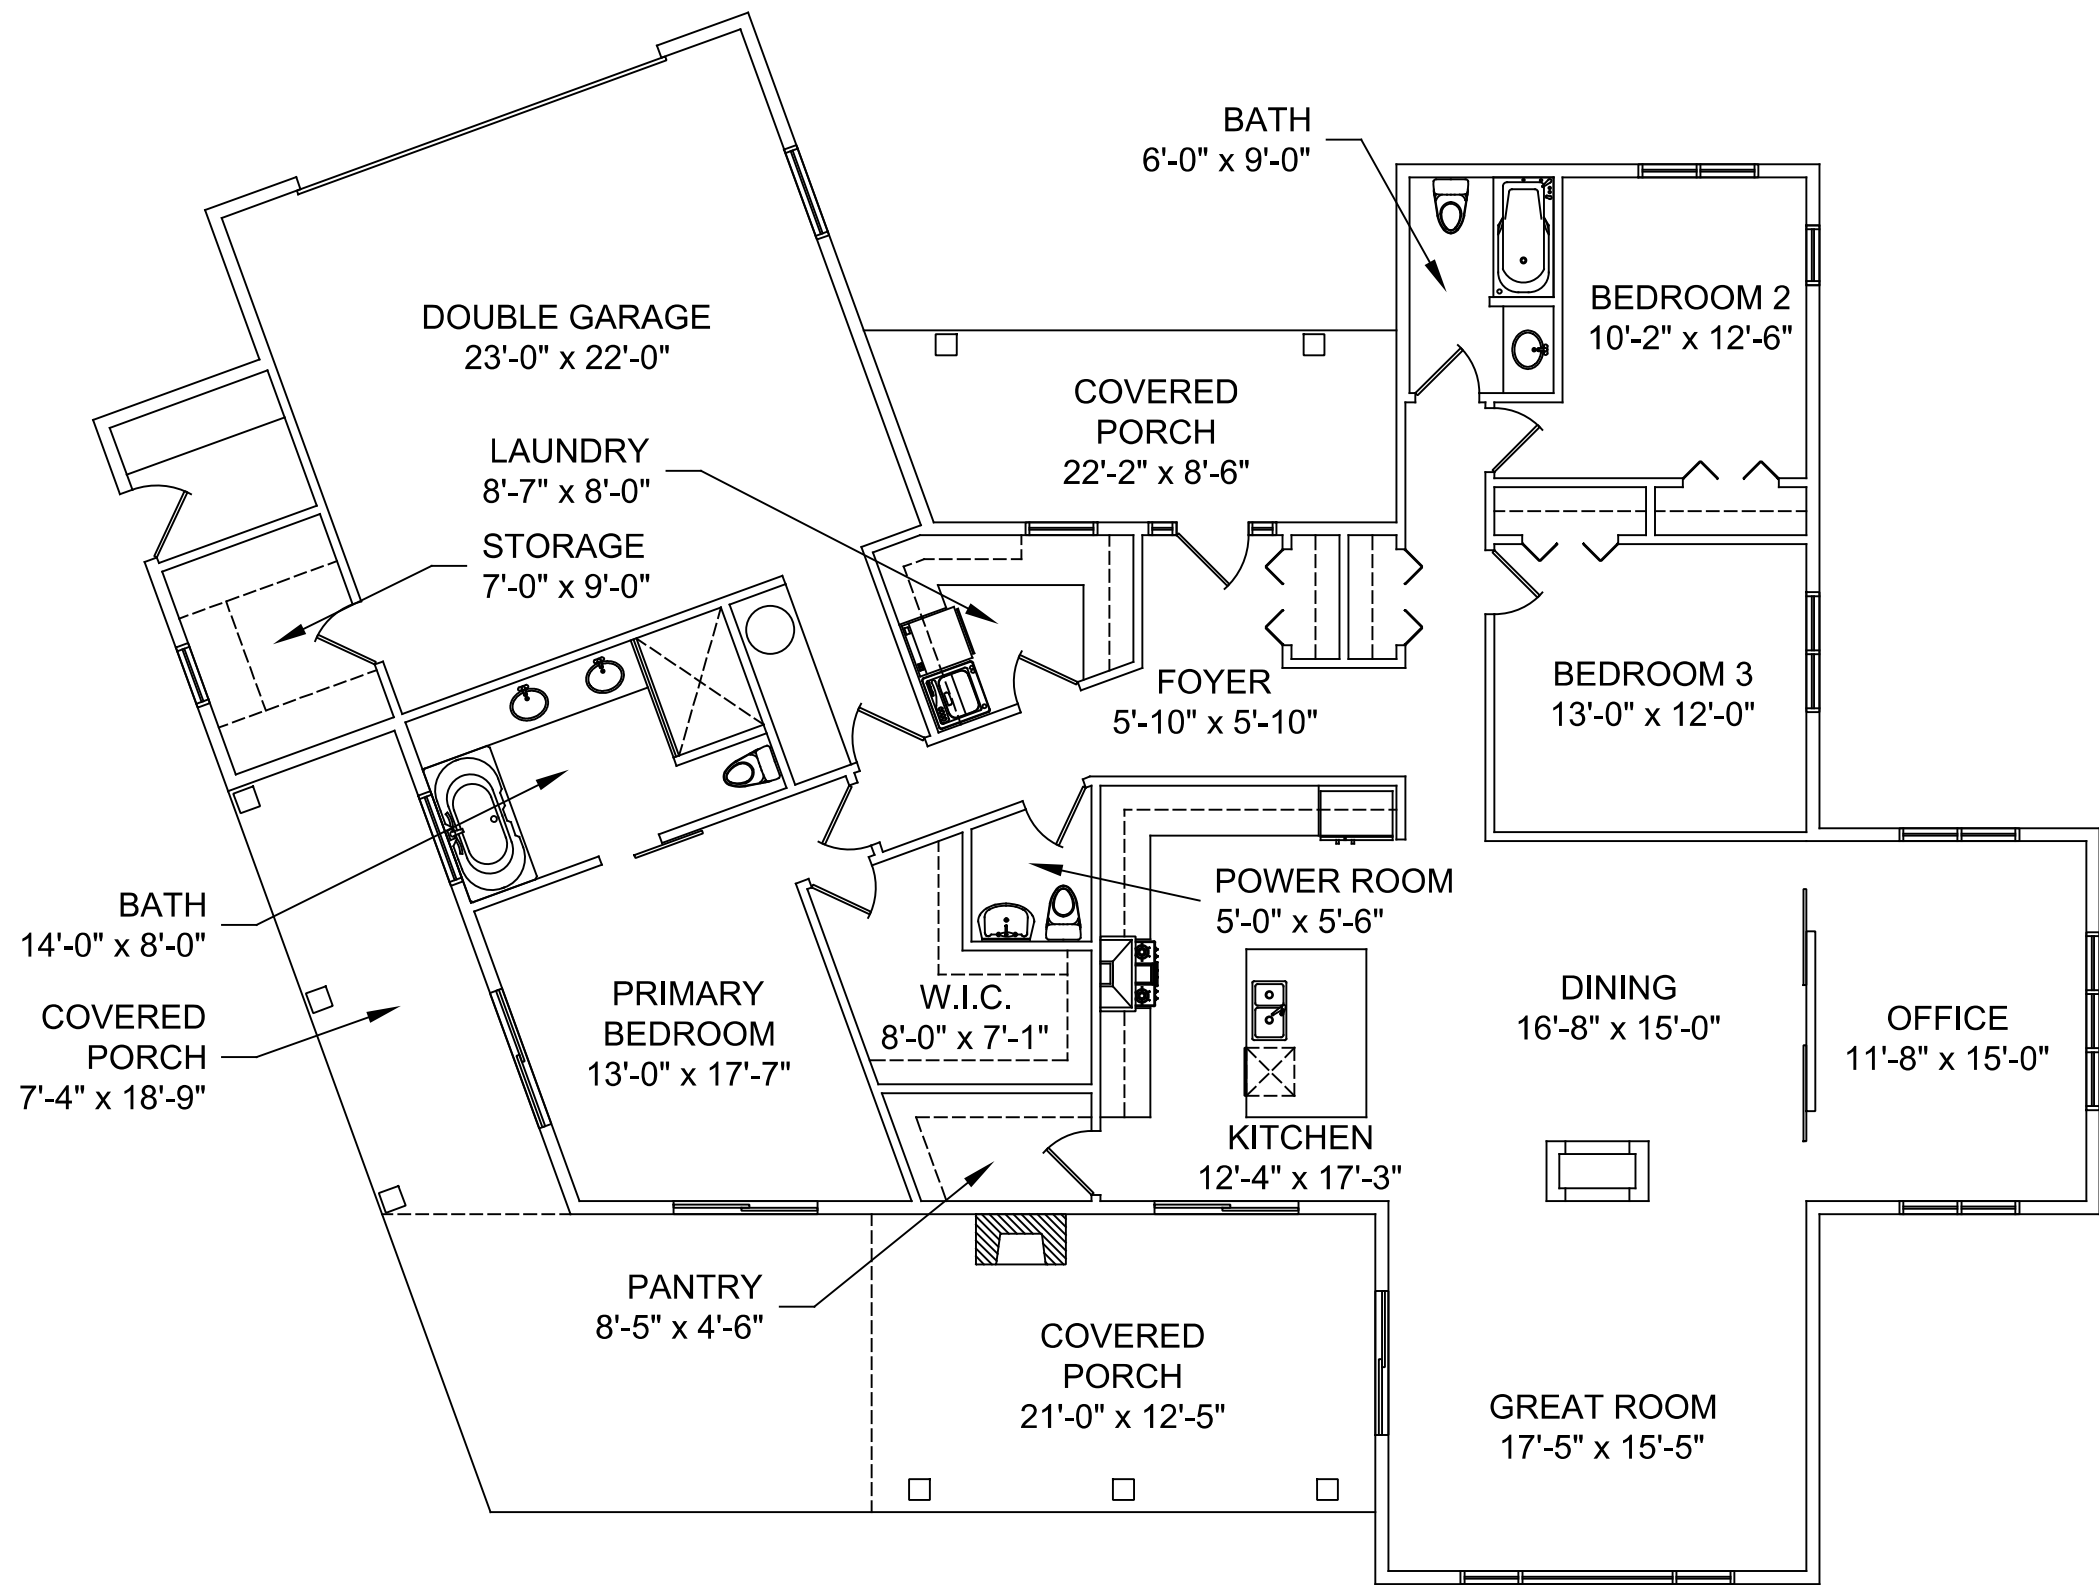 BATH
6'-0" x 9'-0"
BEDROOM 2
10'-2" x 12'-6"
DOUBLE GARAGE
23'-0" x 22'-0"
COVERED
PORCH
22'-2" x 8'-6"
LAUNDRY
8'-7" x 8'-0"
STORAGE
7'-0" x 9'-0"
FOYER
5'-10" x 5'-10"
BEDROOM 3
13'-0" x 12'-0"
BATH
14'-0" x 8'-0"
POWER ROOM
5'-0" x 5'-6"
COVERED
PORCH
7'-4" x 18'-9"
PRIMARY
BEDROOM
13'-0" x 17'-7"
W.I.C.
8'-0" x 7'-1"
DINING
16'-8" x 15'-0"
OFFICE
11'-8" x 15'-0"
KITCHEN
12'-4" x 17'-3"
PANTRY
8'-5" x 4'-6"
COVERED
PORCH
21'-0" x 12'-5"
GREAT ROOM
17'-5" x 15'-5"